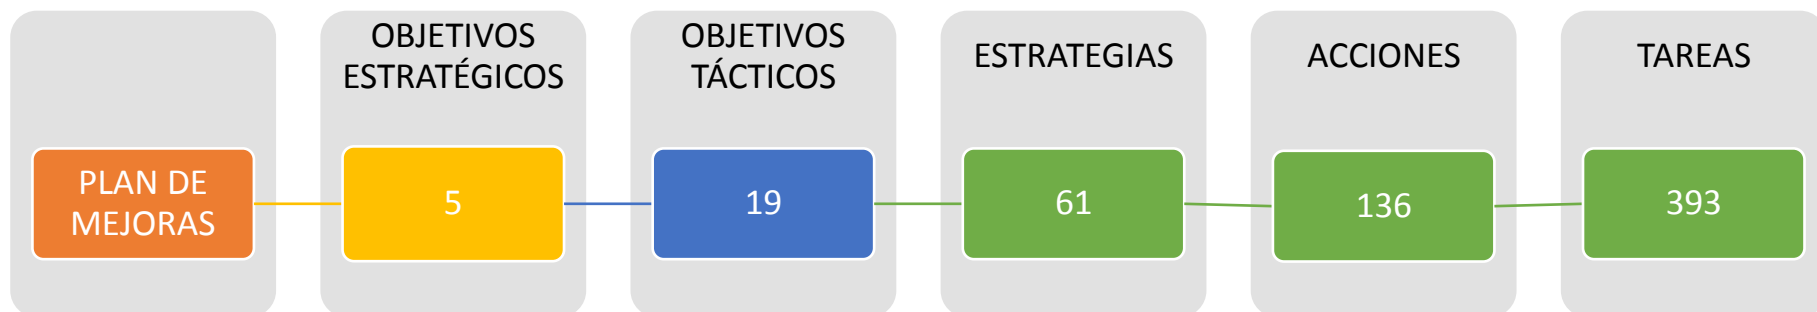 OBJETIVOS
ESTRATÉGICOS
OBJETIVOS
TÁCTICOS
ESTRATEGIAS
ACCIONES
TAREAS
PLAN DE
MEJORAS
5
19
61
136
393